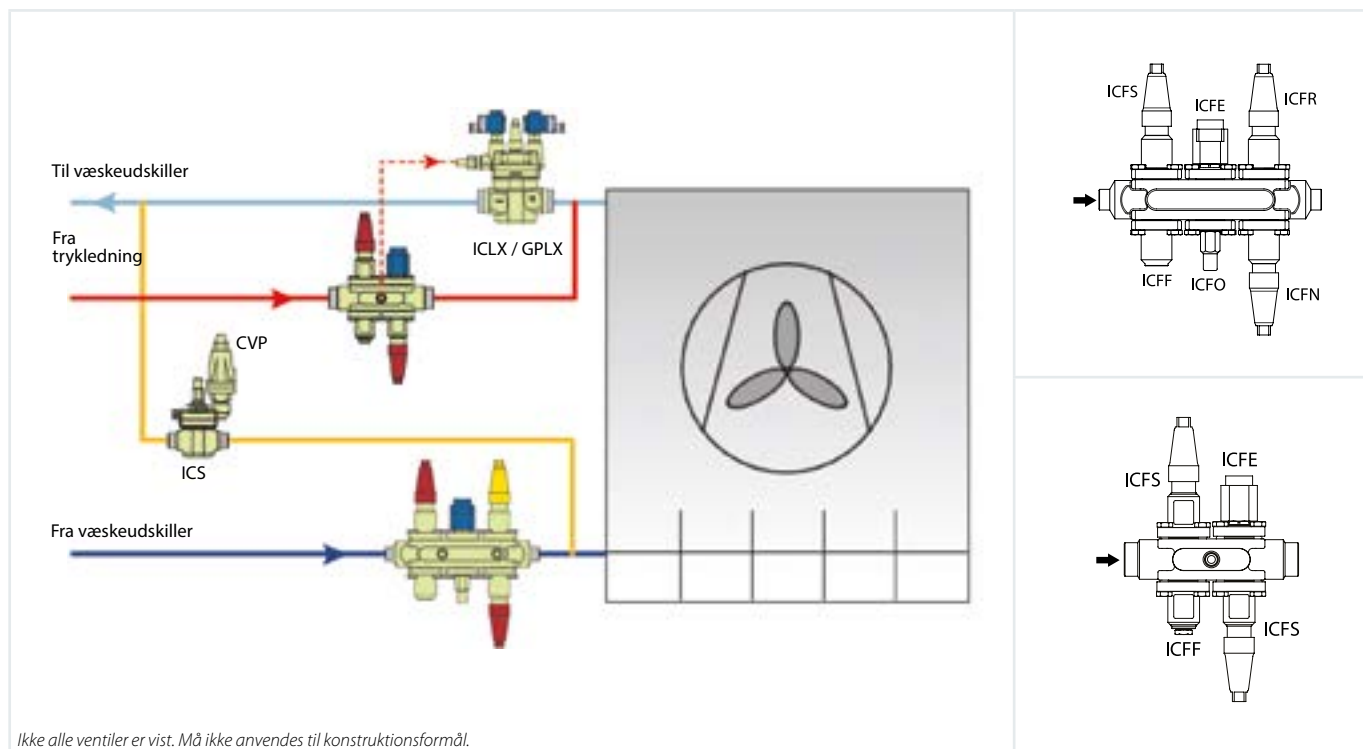 Til væskeudskiller
Fra
trykledning
ICLX / GPLX
CVP
ICS
Fra væskeudskiller
Ikke alle ventiler er vist. Må ikke anvendes til konstruktionsformål.
ICFS
ICFE
ICFR
ICFF
ICFO
ICFN
ICFS
ICFE
ICFF
ICFS